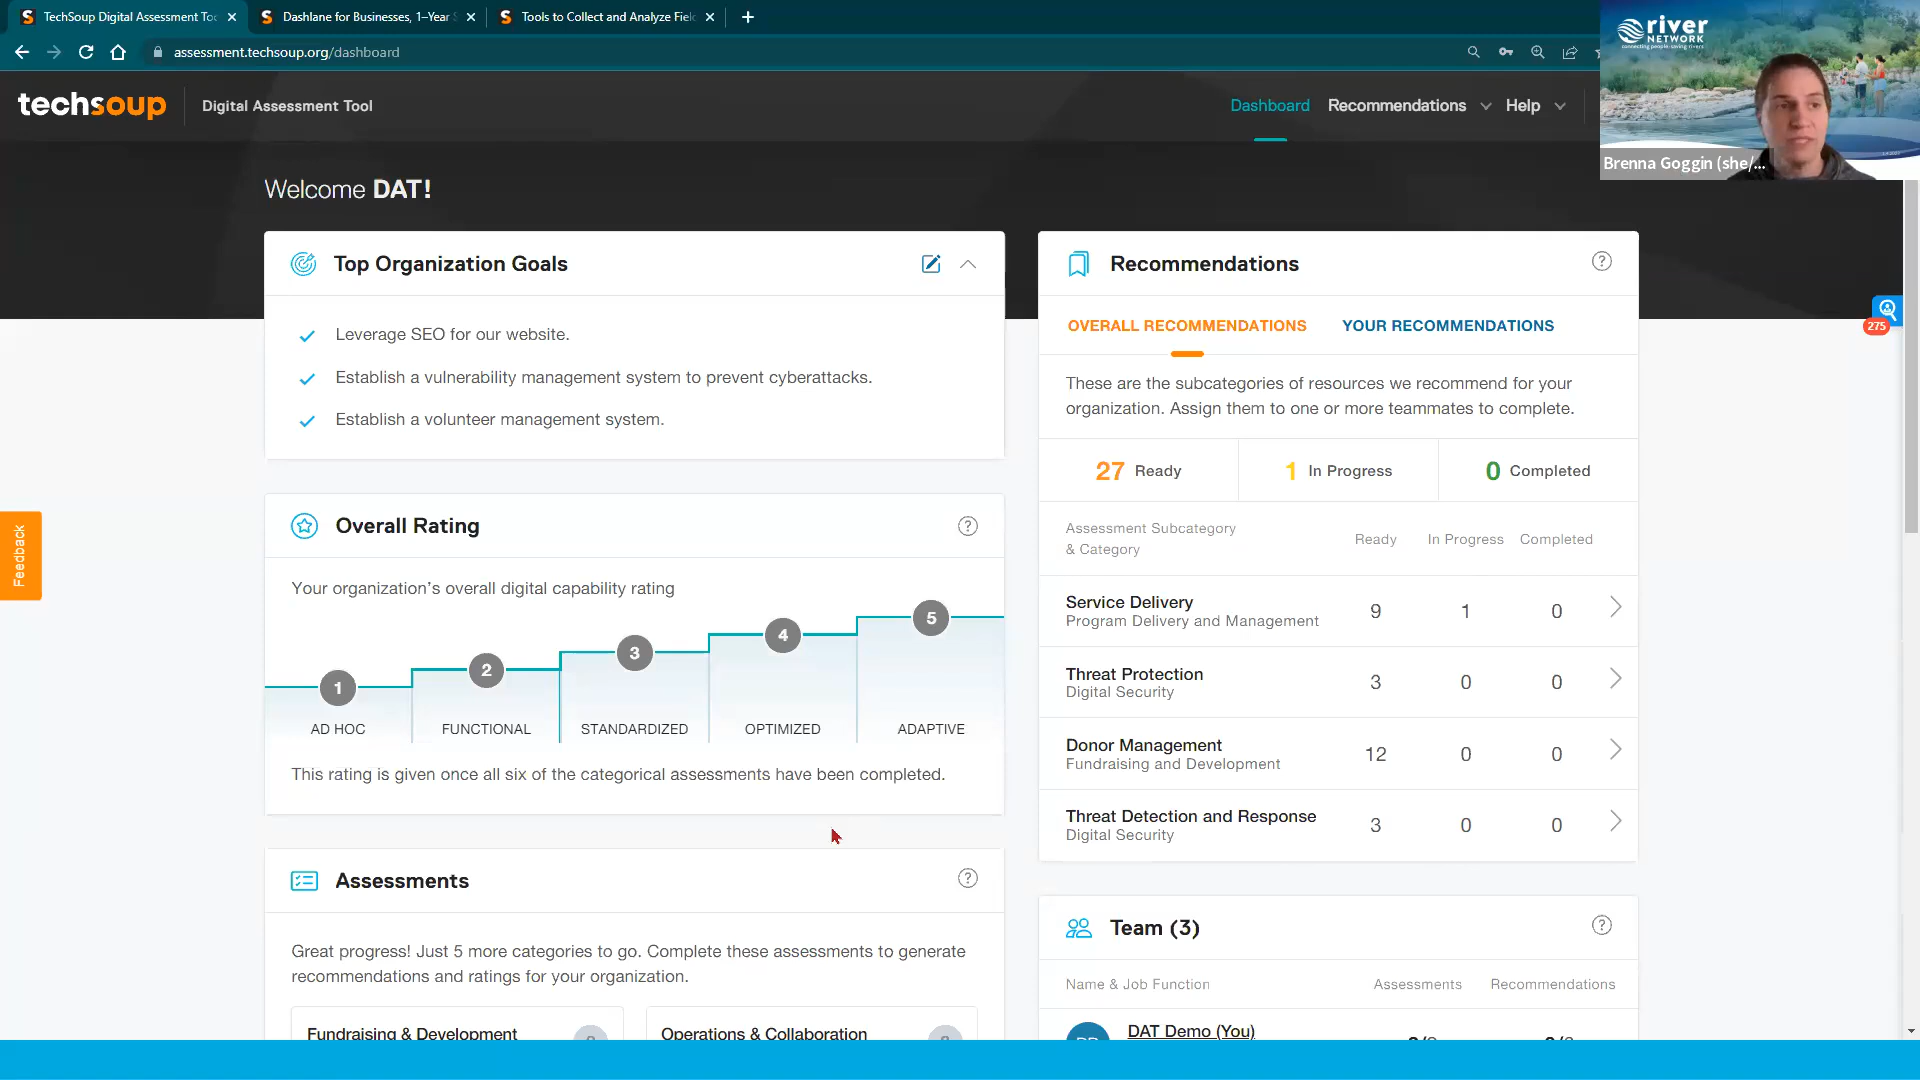 TechSoup Digital Assessment Too
Dashlane for Businesses, 1–Year S
Tools to Collect and Analyze Fiel
assessment.techsoup.org/dashboard
river
NETWORK
connecting people·saving rivers
Brenna Goggin (she/...
techsoup
Digital Assessment Tool
Dashboard
Recommendations
Help
Welcome DAT!
Top Organization Goals
Leverage SEO for our website.
Establish a vulnerability management system to prevent cyberattacks.
Establish a volunteer management system.
Overall Rating
Your organization's overall digital capability rating
1
2
3
4
5
AD HOC
FUNCTIONAL
STANDARDIZED
OPTIMIZED
ADAPTIVE
This rating is given once all six of the categorical assessments have been completed.
Assessments
Great progress! Just 5 more categories to go. Complete these assessments to generate
recommendations and ratings for your organization.
Fundraising & Development
Operations & Collaboration
Recommendations
OVERALL RECOMMENDATIONS
YOUR RECOMMENDATIONS
These are the subcategories of resources we recommend for your
organization. Assign them to one or more teammates to complete.
27 Ready
1 In Progress
0 Completed
Assessment Subcategory
& Category
Ready
In Progress
Completed
Service Delivery
Program Delivery and Management
9
1
0
Threat Protection
Digital Security
3
0
0
Donor Management
Fundraising and Development
12
0
0
Threat Detection and Response
Digital Security
3
0
0
Team (3)
Name & Job Function
Assessments
Recommendations
DAT Demo (You)
Feedback
275